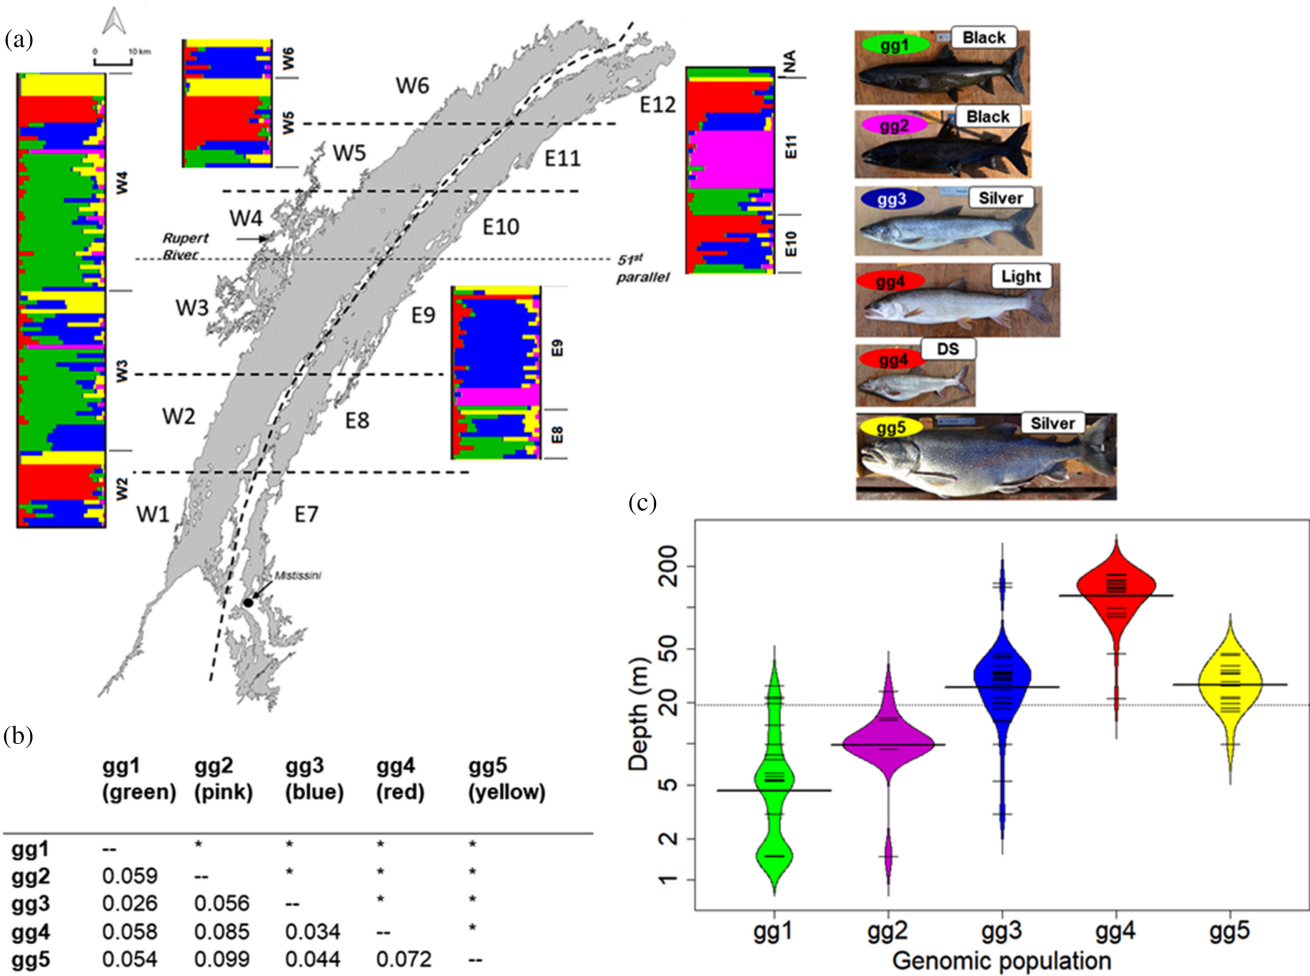 (a)
0 10 km
W4
W3
W2
W6
W5
W6
W5
W4
Rupert
River
W3
W2
W1
E12
E11
E10
51st
parallel
E9
E8
E7
Mistissini
E9
E8
NA
E11
E10
gg1 Black
gg2 Black
gg3 Silver
gg4 Light
gg4 DS
gg5 Silver
(b)
gg1 gg2 gg3 gg4 gg5
(green) (pink) (blue) (red) (yellow)
gg1 -- * * * *
gg2 0.059 -- * * *
gg3 0.026 0.056 -- * *
gg4 0.058 0.085 0.034 -- *
gg5 0.054 0.099 0.044 0.072 --
(c)
Depth (m)
200
50
20
5
2
1
gg1 gg2 gg3 gg4 gg5
Genomic population